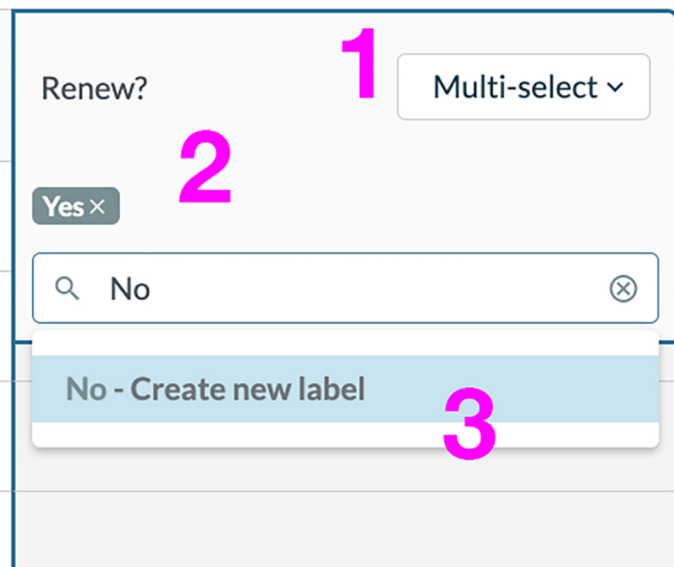 1
Renew?
Multi-select
2
Yes ×
No
No - Create new label
3